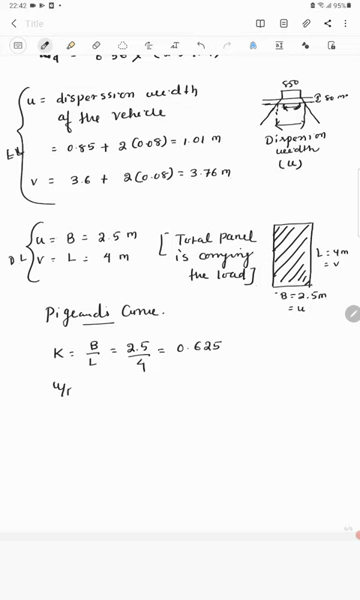 22:42
95%
Title
u = dispersion width
of the vehicle
= 0.85 + 2(0.08) = 1.01 m
LL
v = 3.6 + 2(0.08) = 3.76 m
850
80 mm
Dispersion
width
(u)
DL
u = B = 2.5 m
v = L = 4 m
[Total panel
is carrying
the load]
L = 4m
= v
B = 2.5m
= u
Pigeauds Curve.
K = B/L = 2.5/4 = 0.625
u/